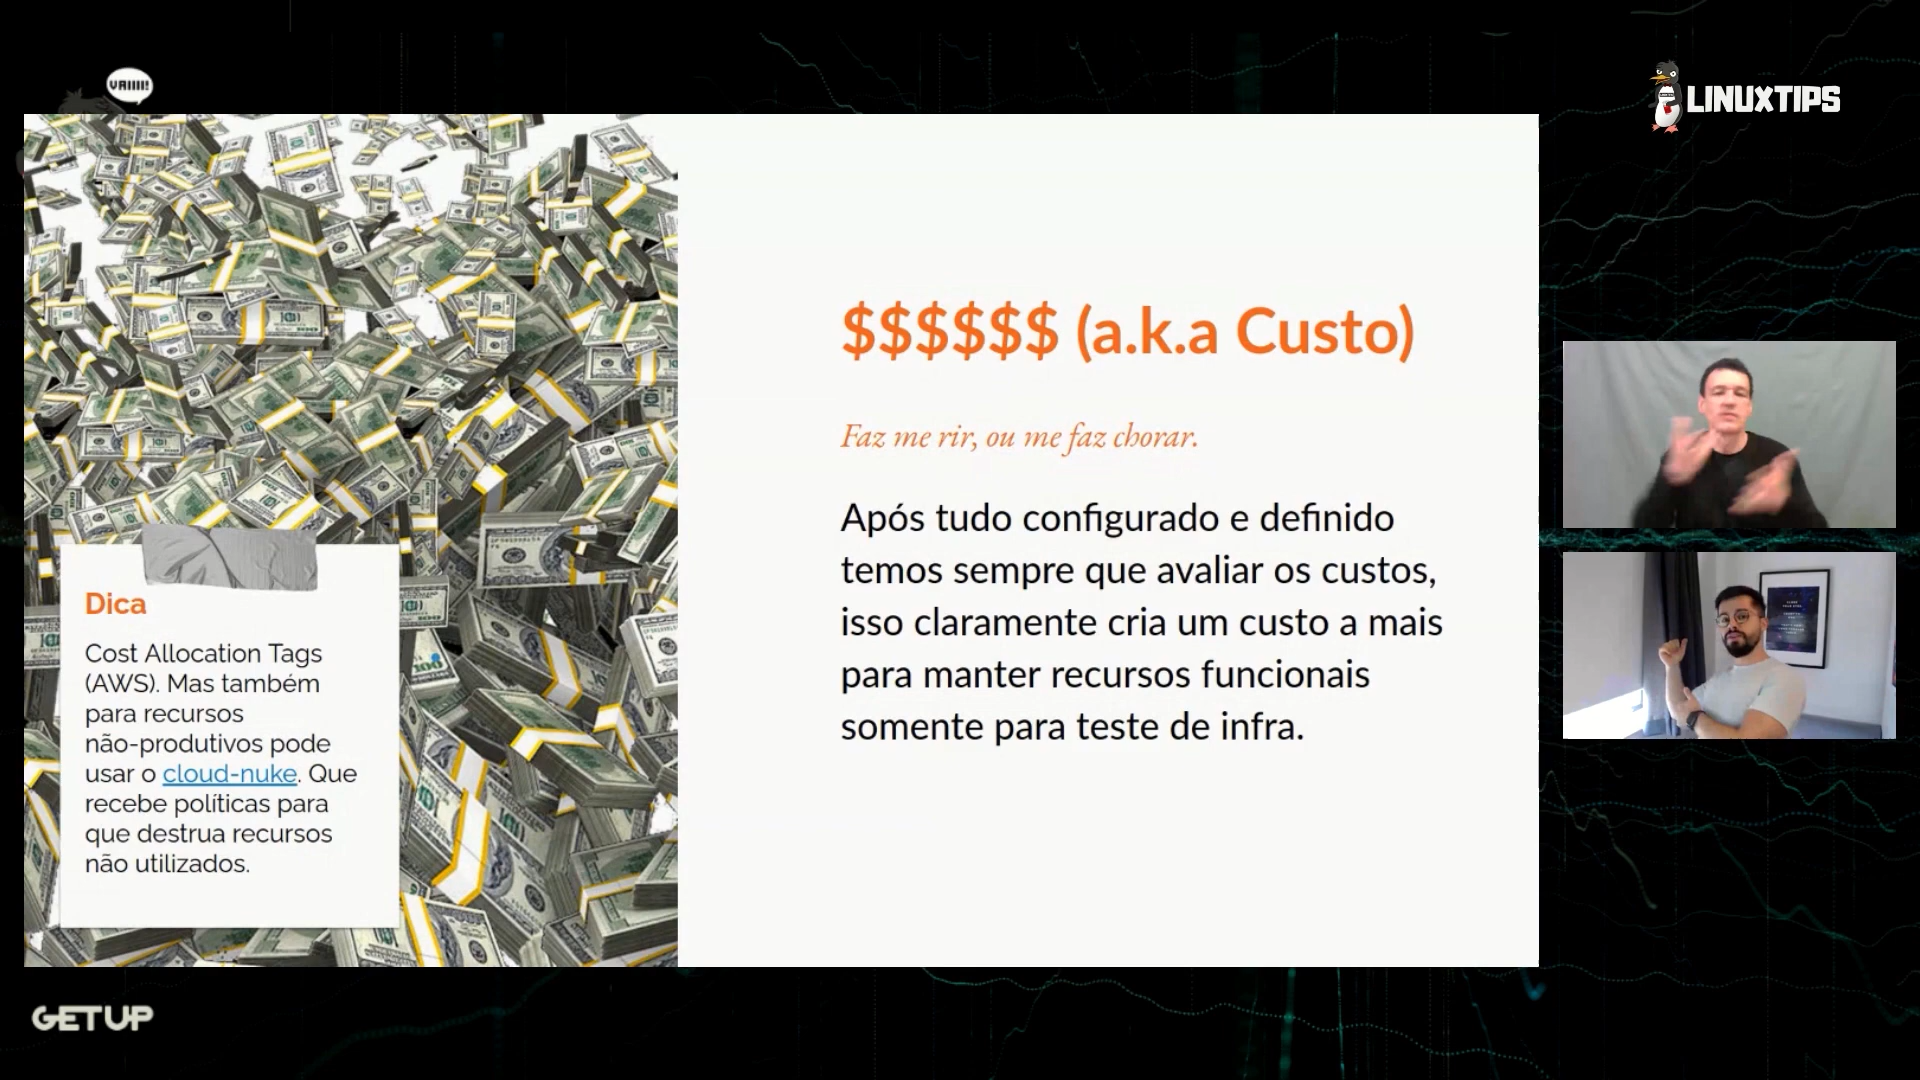 VAIIII!
LINUXTIPS
$$$$$$ (a.k.a Custo)
Faz me rir, ou me faz chorar.
Após tudo configurado e definido
temos sempre que avaliar os custos,
isso claramente cria um custo a mais
para manter recursos funcionais
somente para teste de infra.
Dica
Cost Allocation Tags
(AWS). Mas também
para recursos
não-produtivos pode
usar o cloud-nuke. Que
recebe políticas para
que destrua recursos
não utilizados.
GETUP